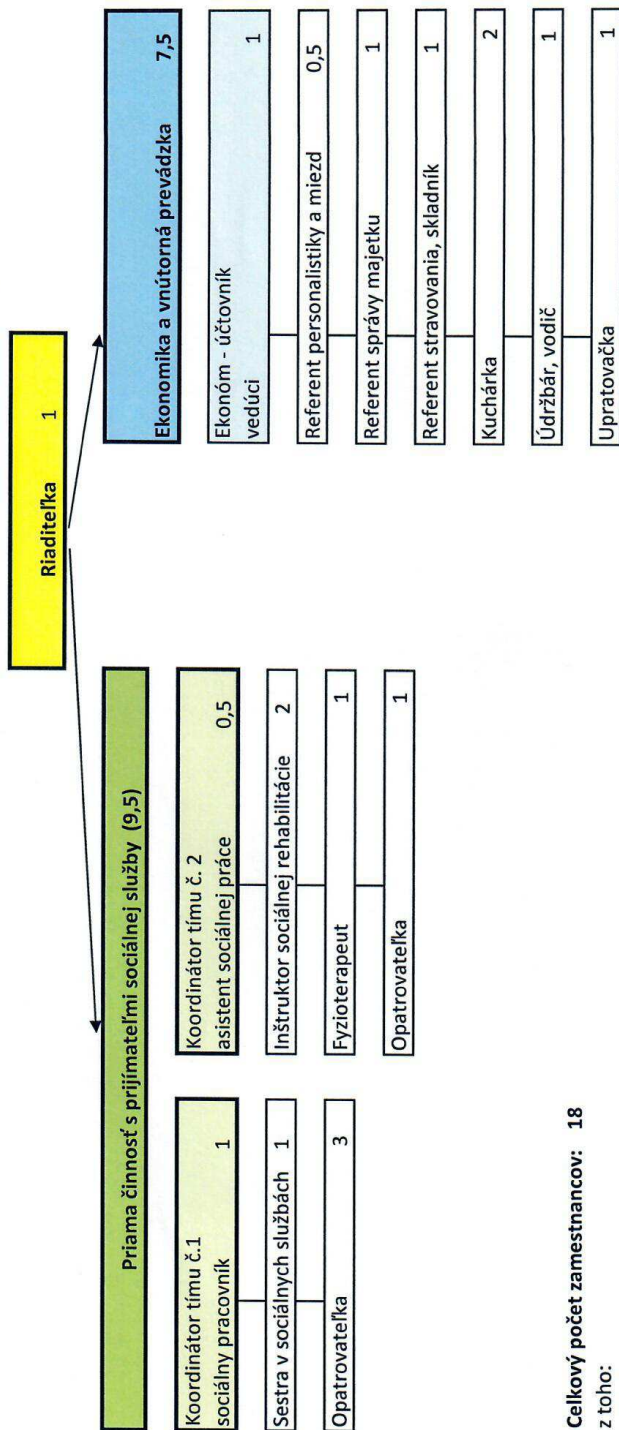 Riaditeľka 1
Priama činnosť s prijímateľmi sociálnej služby (9,5)
Koordinátor tímu č.1
sociálny pracovník 1
Sestra v sociálnych službách 1
Opatrovateľka 3
Koordinátor tímu č. 2
asistent sociálnej práce 0,5
Inštruktor sociálnej rehabilitácie 2
Fyzioterapeut 1
Opatrovateľka 1
Ekonomika a vnútorná prevádzka 7,5
Ekonóm - účtovník
vedúci 1
Referent personalistiky a miezd 0,5
Referent správy majetku 1
Referent stravovania, skladník 1
Kuchárka 2
Údržbár, vodič 1
Upratovačka 1
Celkový počet zamestnancov: 18
z toho: